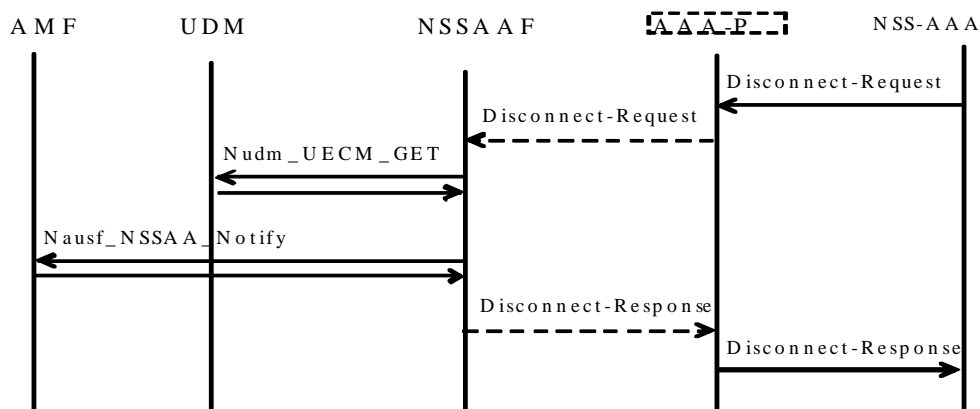 AMF UDM NSSAAF AAA-P NSS-AAA
Disconnect-Request
Disconnect-Request
Nudm_UECM_GET
Nausf_NSSAA_Notify
Disconnect-Response
Disconnect-Response